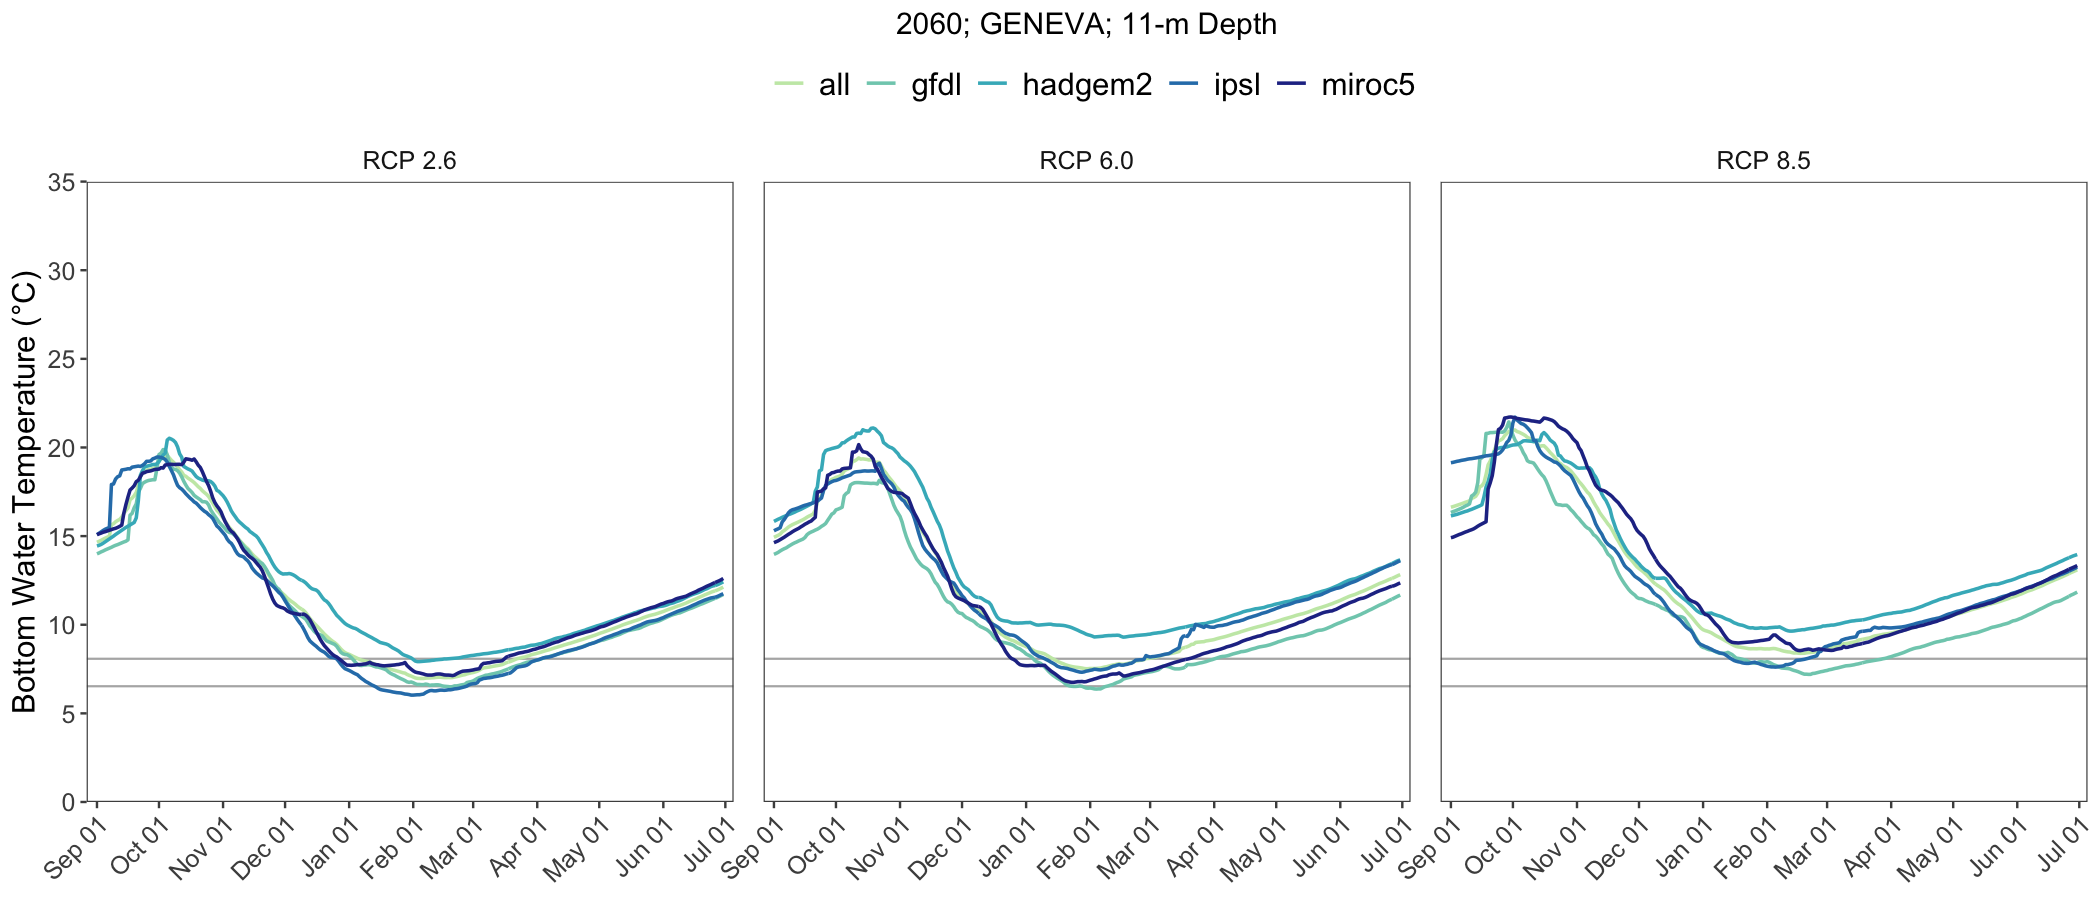 2060; GENEVA; 11-m Depth
all gfdl hadgem2 ipsl miroc5
RCP 2.6 RCP 6.0 RCP 8.5
Bottom Water Temperature (°C)
35
30
25
20
15
10
5
0
Sep 01 Oct 01 Nov 01 Dec 01 Jan 01 Feb 01 Mar 01 Apr 01 May 01 Jun 01 Jul 01 Sep 01 Oct 01 Nov 01 Dec 01 Jan 01 Feb 01 Mar 01 Apr 01 May 01 Jun 01 Jul 01 Sep 01 Oct 01 Nov 01 Dec 01 Jan 01 Feb 01 Mar 01 Apr 01 May 01 Jun 01 Jul 01